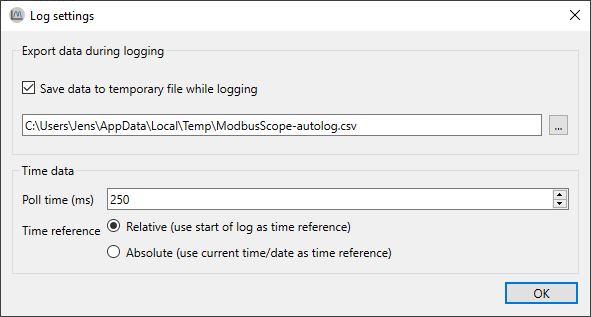 Log settings
Export data during logging
Save data to temporary file while logging
C:\Users\Jens\AppData\Local\Temp\ModbusScope-autolog.csv
...
Time data
Poll time (ms) 250
Time reference Relative (use start of log as time reference)
Absolute (use current time/date as time reference)
OK